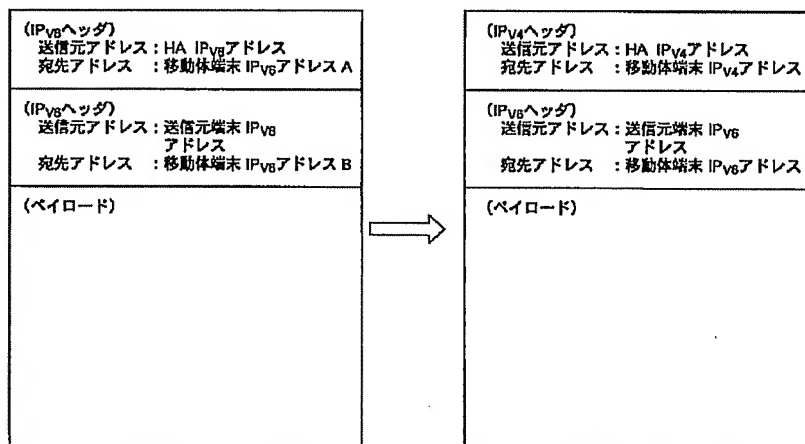 (IPV6ヘッダ)
送信元アドレス：HA IPV6アドレス
宛先アドレス ：移動体端末 IPV6アドレス A
(IPV6ヘッダ)
送信元アドレス：送信元端末 IPV6
アドレス
宛先アドレス ：移動体端末 IPV6アドレス B
(ペイロード)
(IPV4ヘッダ)
送信元アドレス：HA IPV4アドレス
宛先アドレス ：移動体端末 IPV4アドレス
(IPV6ヘッダ)
送信元アドレス：送信元端末 IPV6
アドレス
宛先アドレス ：移動体端末 IPV6アドレス
(ペイロード)